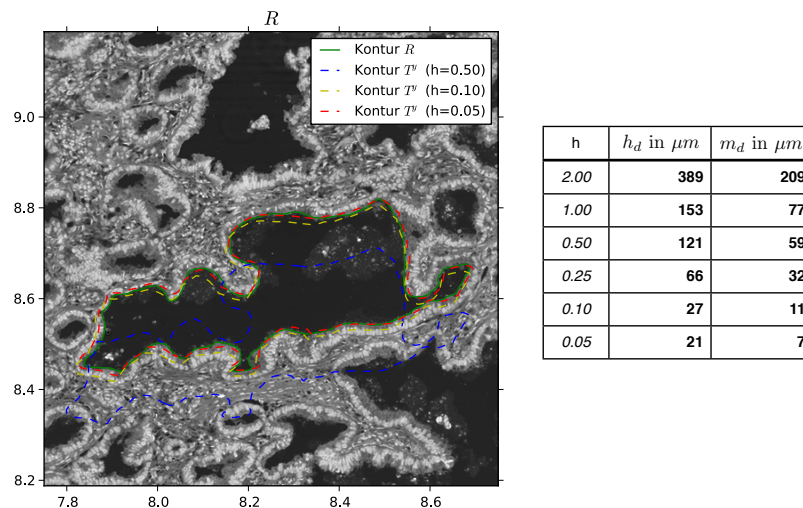 R
Kontur R
Kontur T^y (h=0.50)
Kontur T^y (h=0.10)
Kontur T^y (h=0.05)
9.0
8.8
8.6
8.4
8.2
7.8 8.0 8.2 8.4 8.6
h h_d in μm m_d in μm
2.00 389 209
1.00 153 77
0.50 121 59
0.25 66 32
0.10 27 11
0.05 21 7